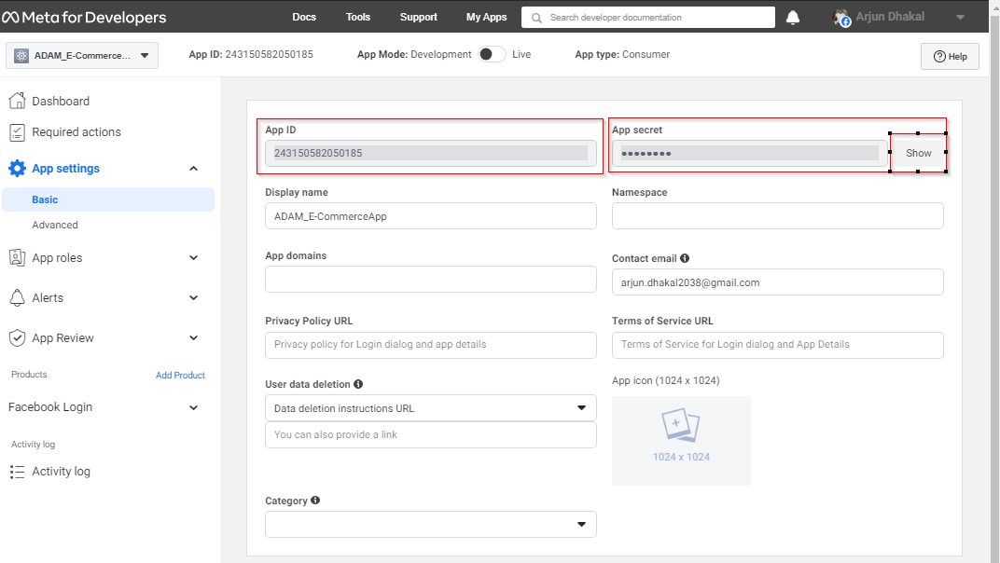 Meta for Developers Docs Tools Support My Apps Search developer documentation Arjun Dhakal
ADAM_E-Commerce... App ID: 243150582050185 App Mode: Development Live App type: Consumer Help
Dashboard
Required actions
App settings
Basic
Advanced
App roles
Alerts
App Review
Products Add Product
Facebook Login
Activity log
Activity log
App ID App secret
243150582050185 ●●●●●●●● Show
Display name Namespace
ADAM_E-CommerceApp
App domains Contact email
arjun.dhakal2038@gmail.com
Privacy Policy URL Terms of Service URL
Privacy policy for Login dialog and app details Terms of Service for Login dialog and App Details
User data deletion App icon (1024 x 1024)
Data deletion instructions URL
You can also provide a link
1024 x 1024
Category